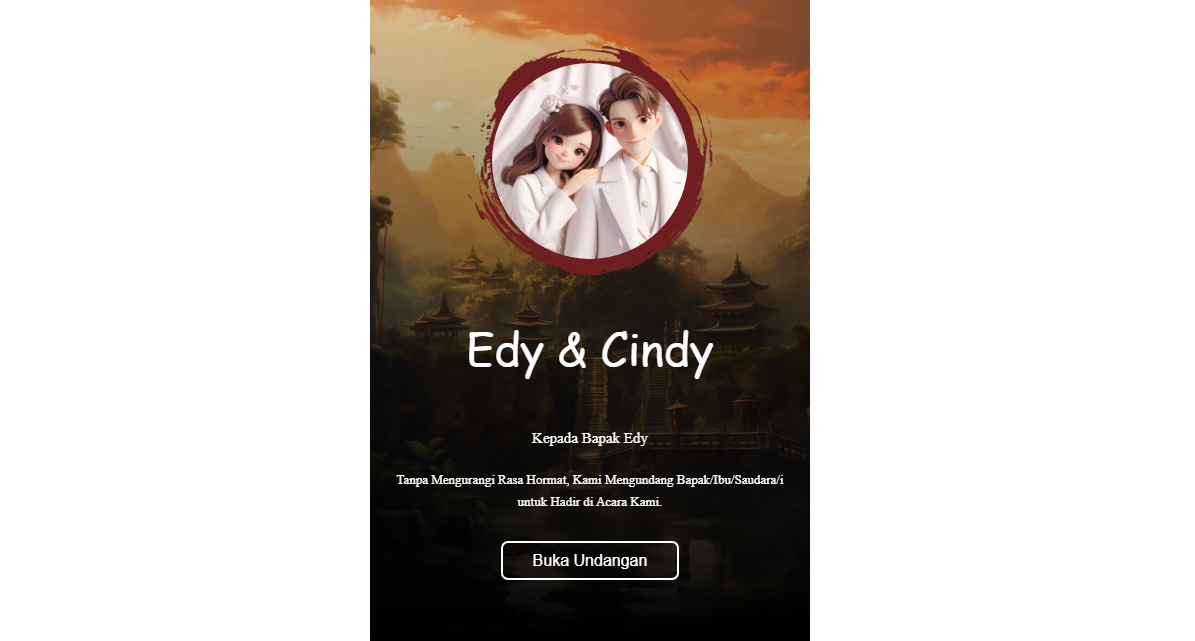 Edy & Cindy
Kepada Bapak Edy
Tanpa Mengurangi Rasa Hormat, Kami Mengundang Bapak/Ibu/Saudara/i
untuk Hadir di Acara Kami.
Buka Undangan